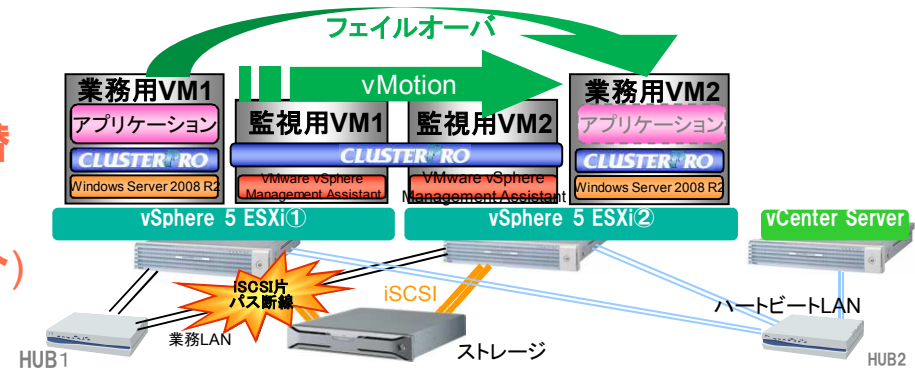 フェイルオーバ
vMotion
業務用VM1
アプリケーション
CLUSTERPRO
Windows Server 2008 R2
監視用VM1
監視用VM2
CLUSTERPRO
VMware vSphere
Management Assistant
VMware vSphere
Management Assistant
業務用VM2
アプリケーション
CLUSTERPRO
Windows Server 2008 R2
替
vSphere 5 ESXi①
vSphere 5 ESXi②
vCenter Server
)
iSCSI片
パス断線
iSCSI
ハートビートLAN
業務LAN
ストレージ
HUB1
HUB2